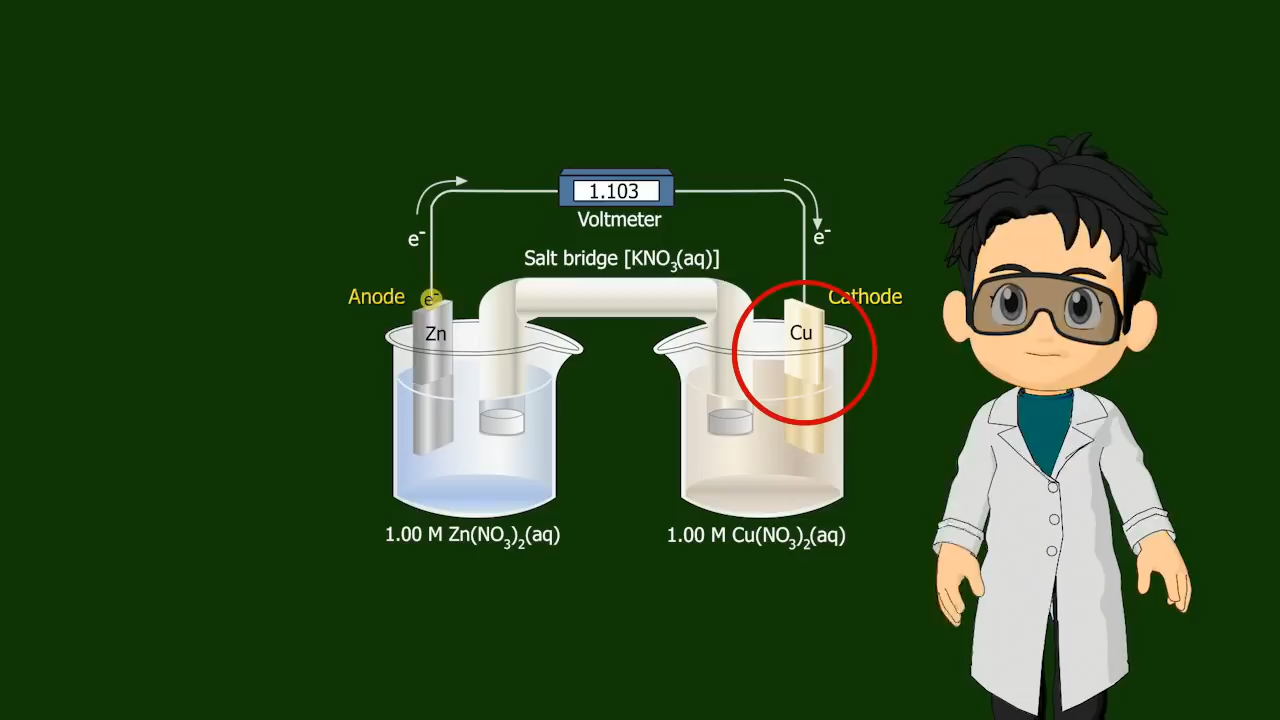 1.103
Voltmeter
e⁻
e⁻
Salt bridge [KNO₃(aq)]
Anode
e⁻
Cathode
Zn
Cu
1.00 M Zn(NO₃)₂(aq)
1.00 M Cu(NO₃)₂(aq)